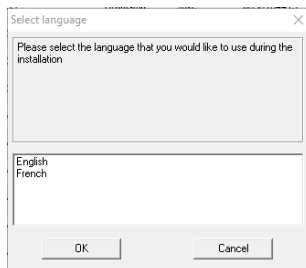 Select language
Please select the language that you would like to use during the
installation
English
French
OK
Cancel